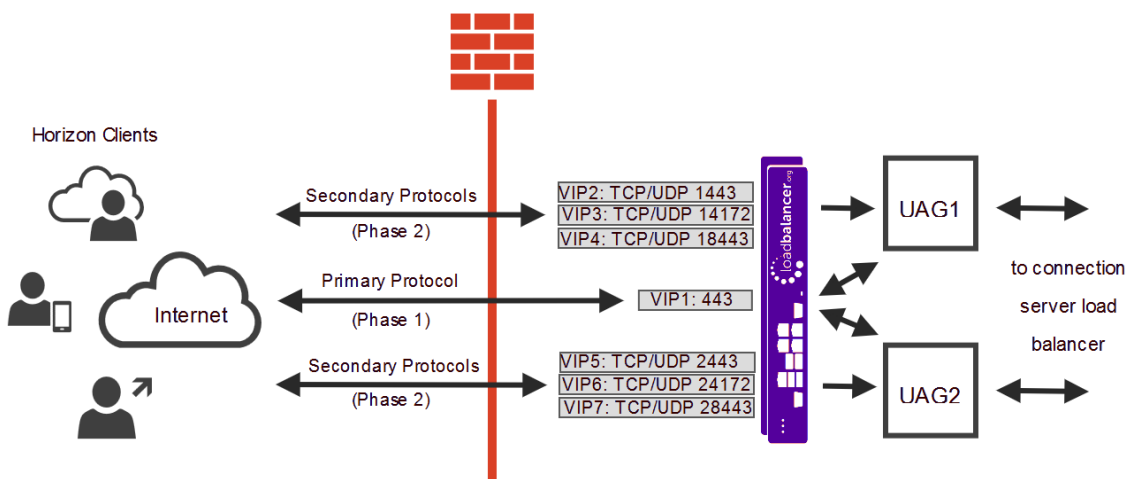 Horizon Clients
Internet
Secondary Protocols
(Phase 2)
Primary Protocol
(Phase 1)
Secondary Protocols
(Phase 2)
VIP2: TCP/UDP 1443
VIP3: TCP/UDP 14172
VIP4: TCP/UDP 18443
VIP1: 443
VIP5: TCP/UDP 2443
VIP6: TCP/UDP 24172
VIP7: TCP/UDP 28443
loadbalancer.org
UAG1
UAG2
to connection
server load
balancer